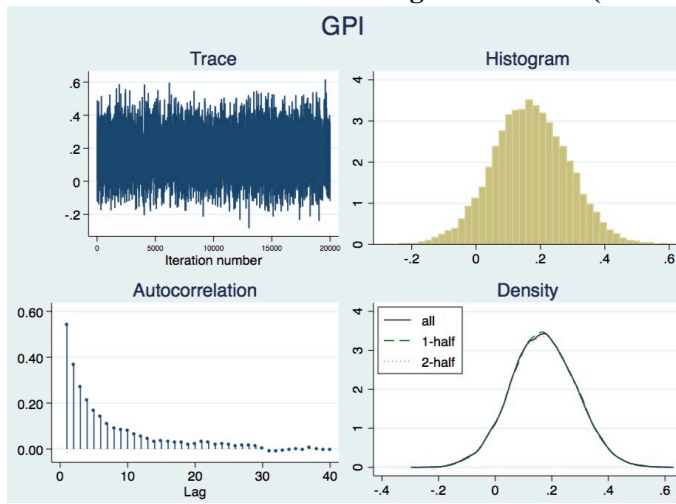 GPI
Trace
.6
.4
.2
0
-.2
0 5000 10000 15000 20000
Iteration number
Histogram
4
3
2
1
0
-.2 0 .2 .4 .6
Autocorrelation
0.60
0.40
0.20
0.00
0 10 20 30 40
Lag
Density
all
1-half
2-half
4
3
2
1
0
-.4 -.2 0 .2 .4 .6